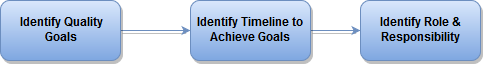 Identify Quality
Goals
Identify Timeline to
Achieve Goals
Identify Role &
Responsibility